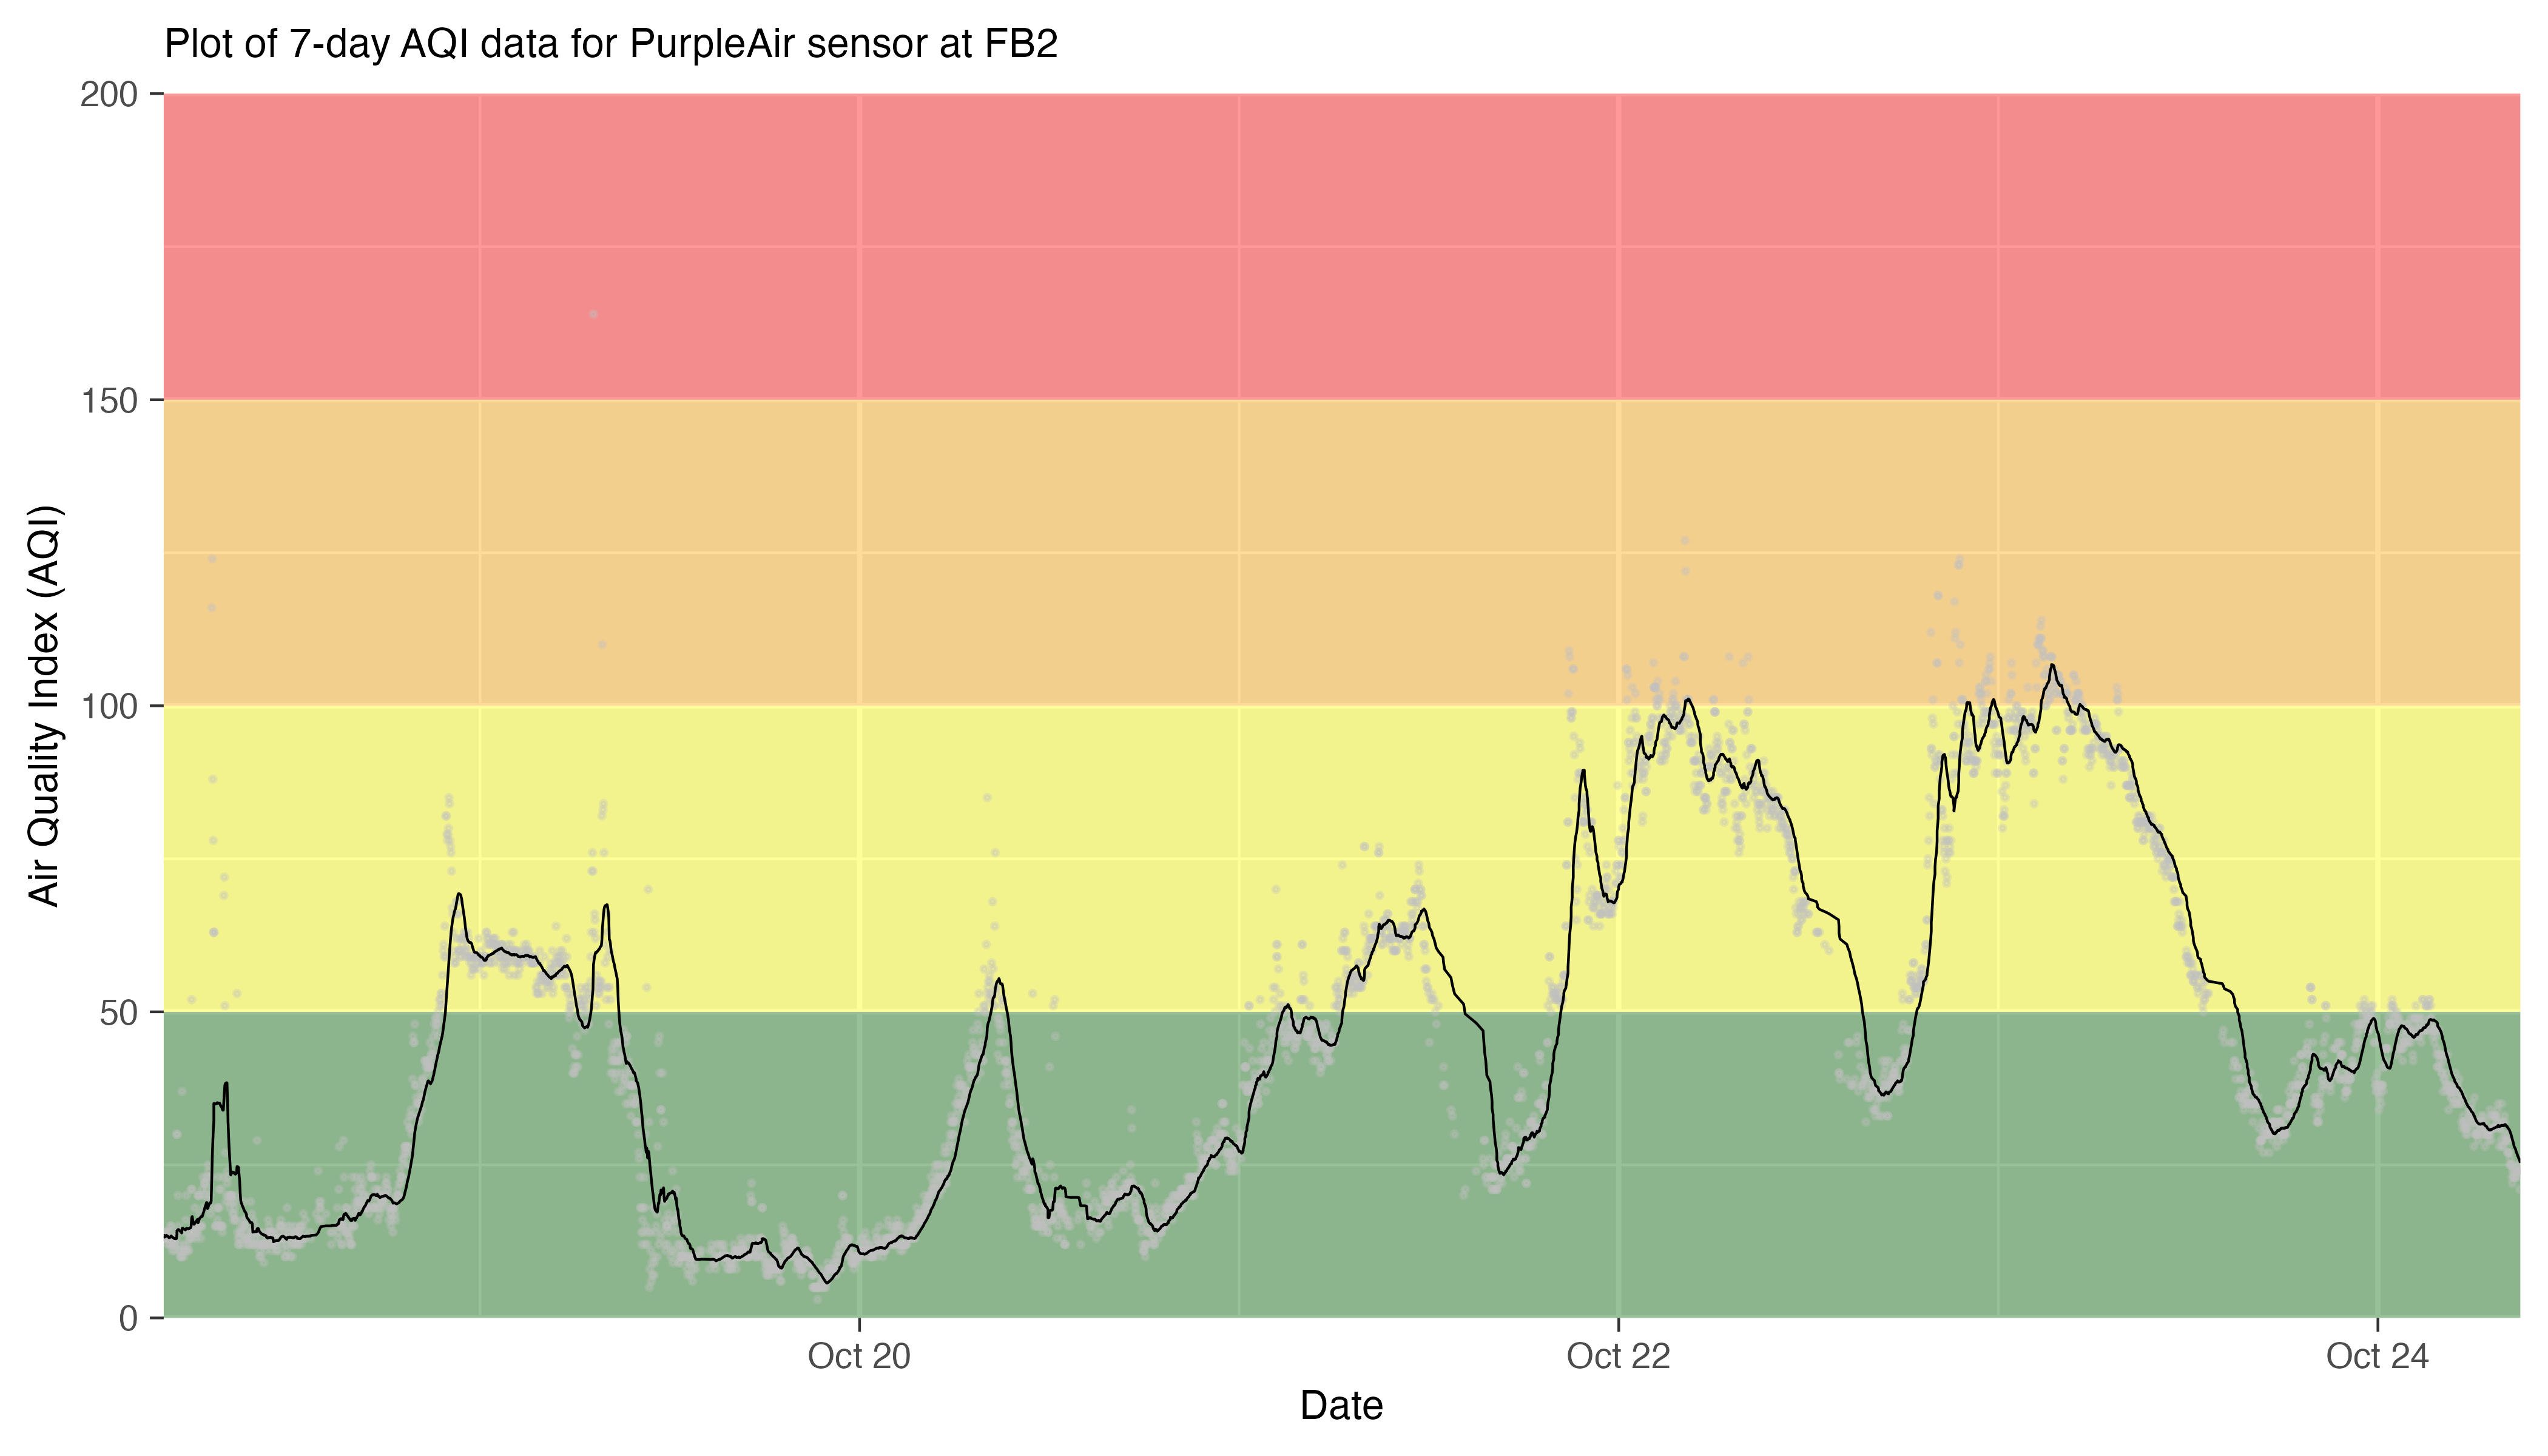 Plot of 7-day AQI data for PurpleAir sensor at FB2
200
150
100
50
0
Air Quality Index (AQI)
Oct 20
Oct 22
Oct 24
Date